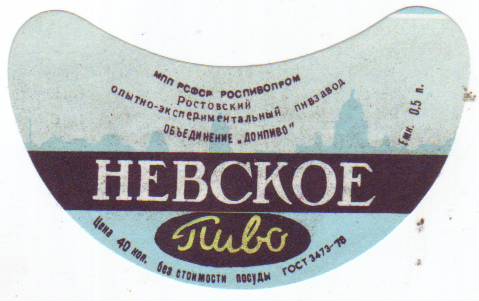 МПП РСФСР РОСПИВОПРОМ
Ростовский
ОПЫТНО-ЭКСПЕРИМЕНТАЛЬНЫЙ ПИВЗАВОД
ОБЪЕДИНЕНИЕ „ДОНПИВО"
Емк. 0,5 л.
НЕВСКОЕ
Пиво
Цена 40 коп. без стоимости посуды ГОСТ 3473-78